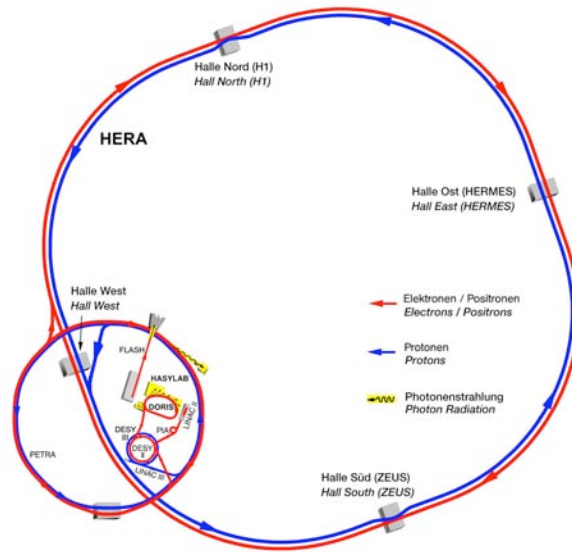 Halle Nord (H1)
Hall North (H1)
HERA
Halle Ost (HERMES)
Hall East (HERMES)
Halle West
Hall West
Elektronen / Positronen
Electrons / Positrons
Protonen
Protons
Photonenstrahlung
Photon Radiation
FLASH
HASYLAB
DORIS
LINAC II
DESY
III
PIA
DESY
II
LINAC III
PETRA
Halle Süd (ZEUS)
Hall South (ZEUS)